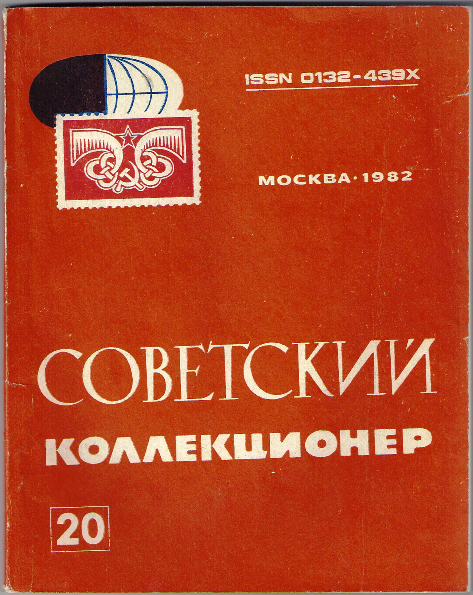 ISSN 0132-439X
МОСКВА·1982
СОВЕТСКИЙ
КОЛЛЕКЦИОНЕР
20